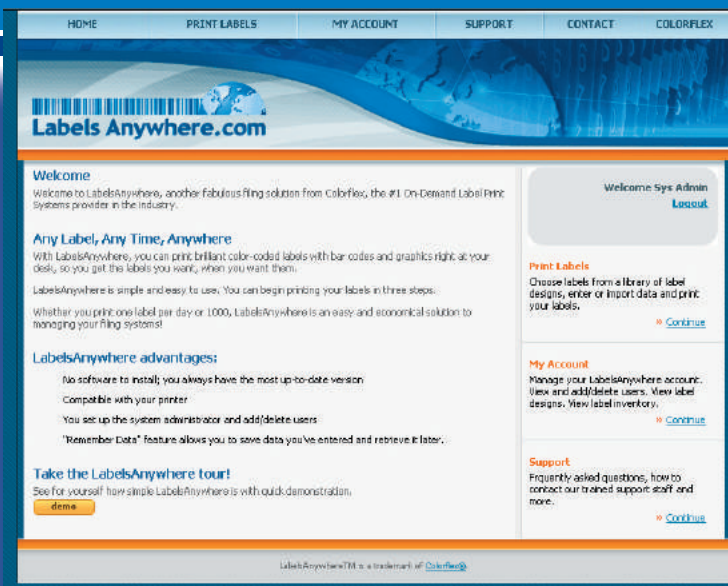 HOME PRINT LABELS MY ACCOUNT SUPPORT CONTACT COLORFLEX
Labels Anywhere.com
Welcome
Welcome to LabelsAnywhere, another fabulous filing solution from Colorflex, the #1 On-Demand Label Print
Systems provider in the industry.
Any Label, Any Time, Anywhere
With LabelsAnywhere, you can print brilliant color-coded labels with bar codes and graphics right at your
desk, so you get the labels you want, when you want them.
LabelsAnywhere is simple and easy to use. You can begin printing your labels in three steps.
Whether you print one label per day or 1000, LabelsAnywhere is an easy and economical solution to
managing your filing systems!
LabelsAnywhere advantages:
No software to install; you always have the most up-to-date version
Compatible with your printer
You set up the system administrator and add/delete users
"Remember Data" feature allows you to save data you've entered and retrieve it later.
Take the LabelsAnywhere tour!
See for yourself how simple LabelsAnywhere is with quick demonstration.
demo
Welcome Sys Admin
Logout
Print Labels
Choose labels from a library of label
designs, enter or import data and print
your labels.
» Continue
My Account
Manage your LabelsAnywhere account.
View and add/delete users. View label
designs. View label inventory.
» Continue
Support
Frquently asked questions, how to
contact our trained support staff and
more.
» Continue
LabelsAnywhereTM is a trademark of Colorflex®